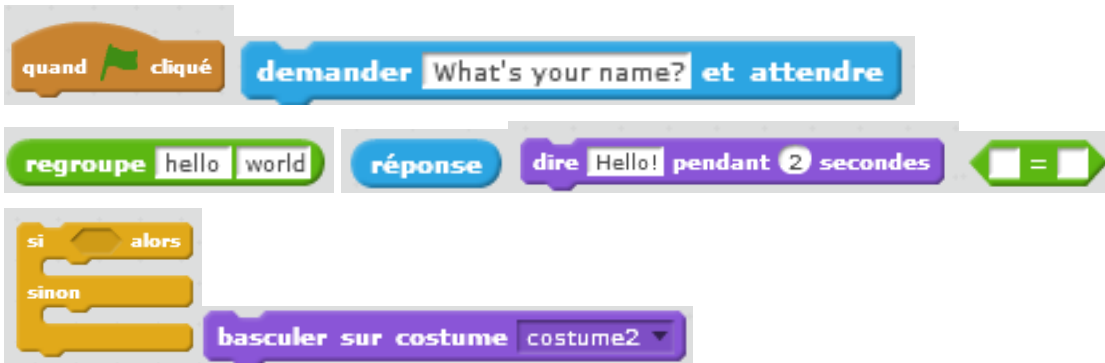 quand cliqué demander What's your name? et attendre
regroupe hello world réponse dire Hello! pendant 2 secondes =
si alors
sinon
basculer sur costume costume2